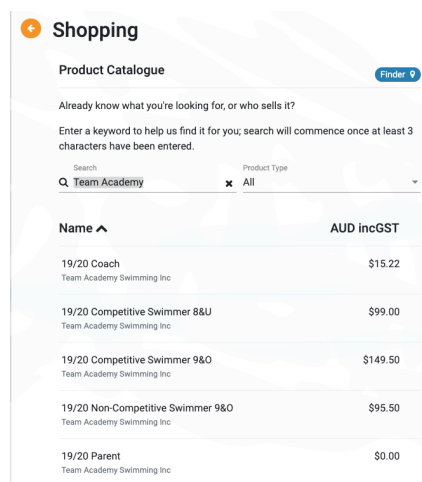 Shopping
Product Catalogue
Finder
Already know what you're looking for, or who sells it?
Enter a keyword to help us find it for you; search will commence once at least 3
characters have been entered.
Search
Product Type
Team Academy
All
Name
AUD incGST
19/20 Coach
$15.22
Team Academy Swimming Inc
19/20 Competitive Swimmer 8&U
$99.00
Team Academy Swimming Inc
19/20 Competitive Swimmer 9&O
$149.50
Team Academy Swimming Inc
19/20 Non-Competitive Swimmer 9&O
$95.50
Team Academy Swimming Inc
19/20 Parent
$0.00
Team Academy Swimming Inc